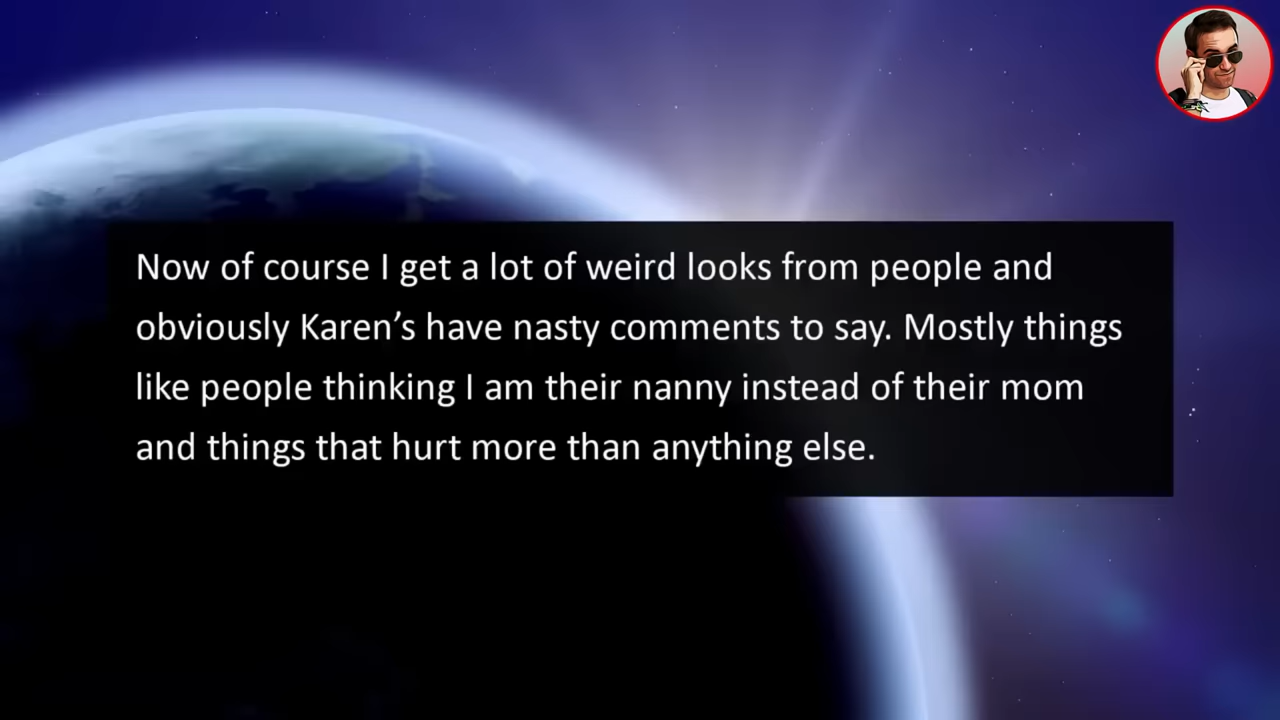 Now of course I get a lot of weird looks from people and
obviously Karen’s have nasty comments to say. Mostly things
like people thinking I am their nanny instead of their mom
and things that hurt more than anything else.